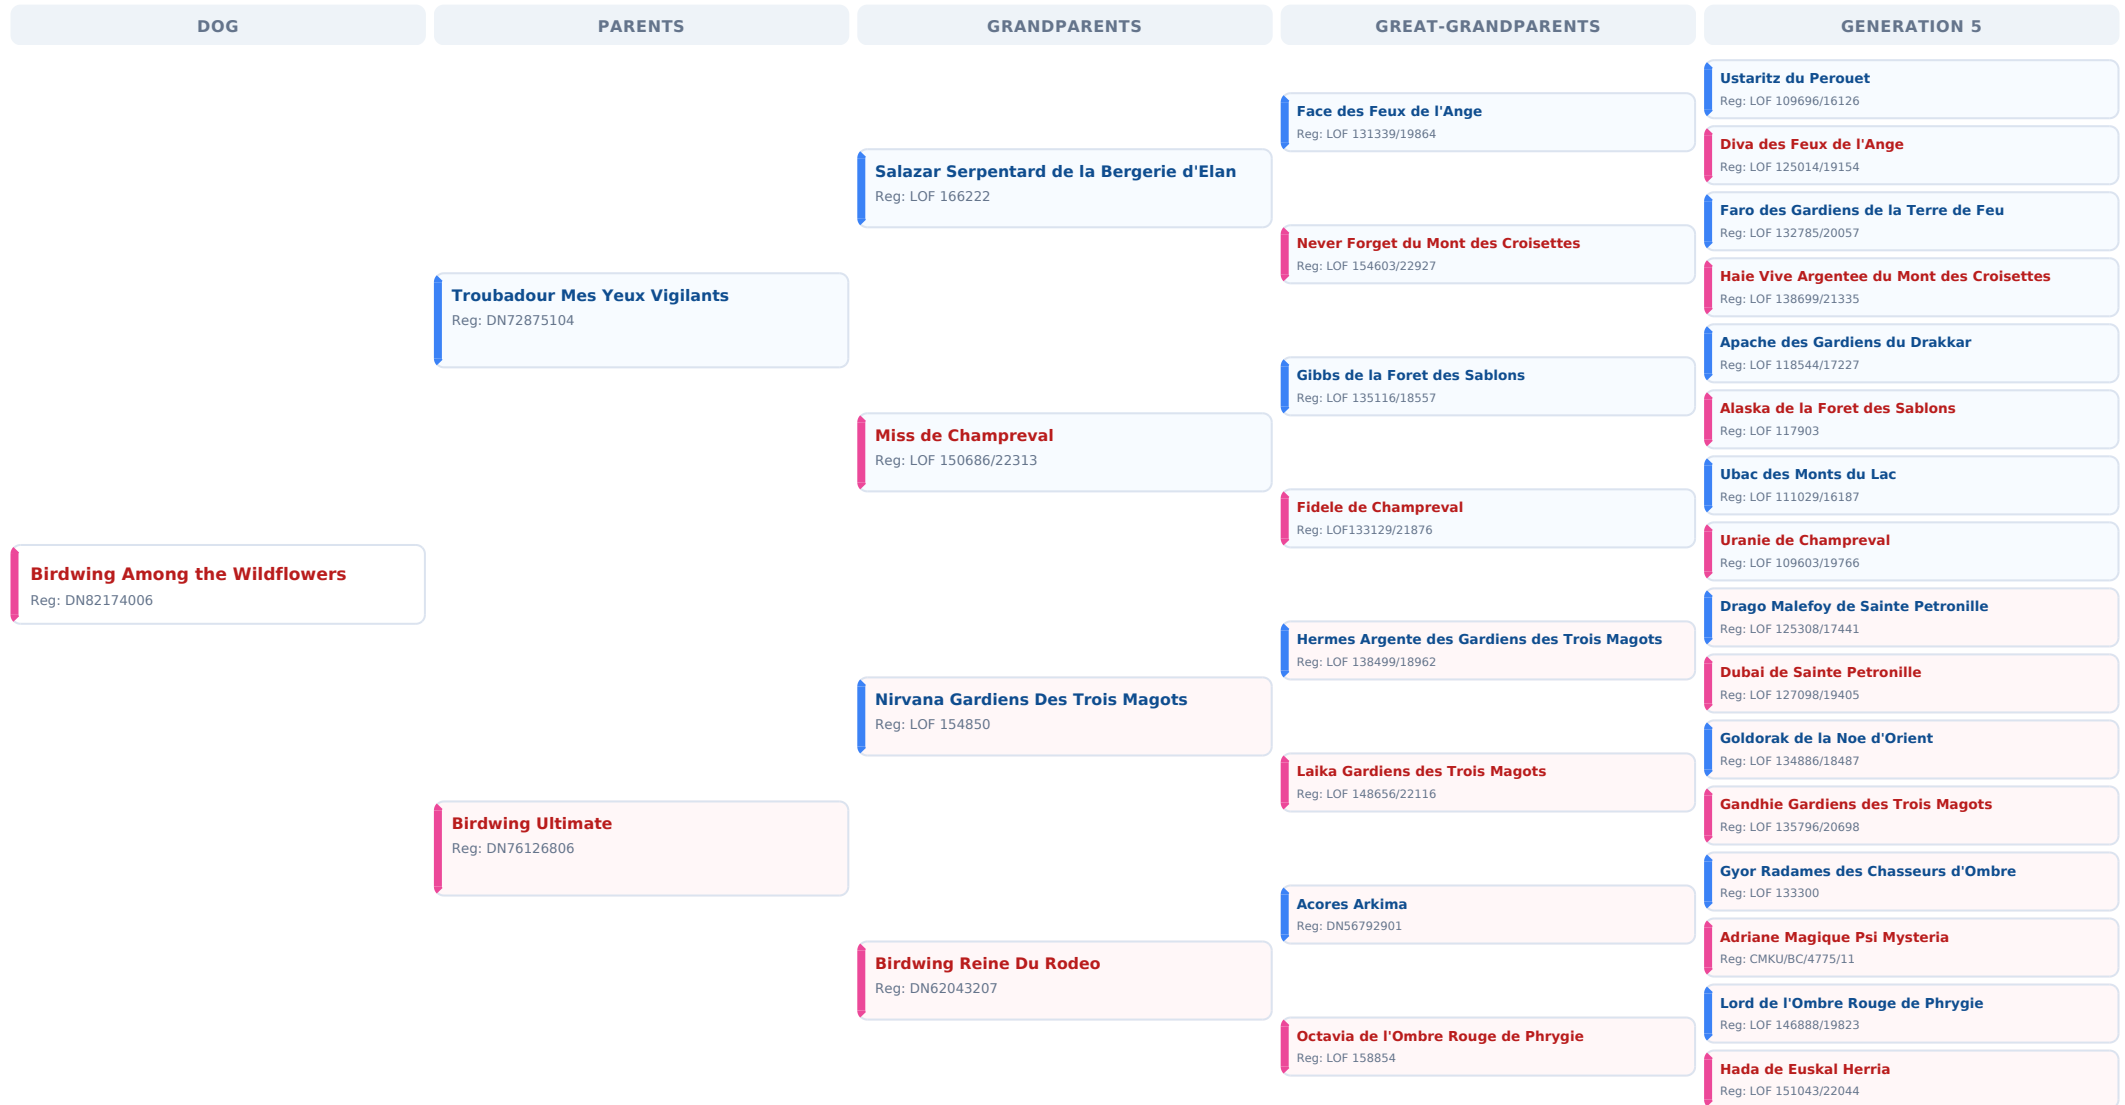 DOG
PARENTS
GRANDPARENTS
GREAT-GRANDPARENTS
GENERATION 5
Birdwing Among the Wildflowers
Reg: DN82174006
Troubadour Mes Yeux Vigilants
Reg: DN72875104
Birdwing Ultimate
Reg: DN76126806
Salazar Serpentard de la Bergerie d'Elan
Reg: LOF 166222
Miss de Champreval
Reg: LOF 150686/22313
Nirvana Gardiens Des Trois Magots
Reg: LOF 154850
Birdwing Reine Du Rodeo
Reg: DN62043207
Face des Feux de l'Ange
Reg: LOF 131339/19864
Never Forget du Mont des Croisettes
Reg: LOF 154603/22927
Gibbs de la Foret des Sablons
Reg: LOF 135116/18557
Fidele de Champreval
Reg: LOF133129/21876
Hermes Argente des Gardiens des Trois Magots
Reg: LOF 138499/18962
Laika Gardiens des Trois Magots
Reg: LOF 148656/22116
Acores Arkima
Reg: DN56792901
Octavia de l'Ombre Rouge de Phrygie
Reg: LOF 158854
Ustaritz du Perouet
Reg: LOF 109696/16126
Diva des Feux de l'Ange
Reg: LOF 125014/19154
Faro des Gardiens de la Terre de Feu
Reg: LOF 132785/20057
Haie Vive Argentee du Mont des Croisettes
Reg: LOF 138699/21335
Apache des Gardiens du Drakkar
Reg: LOF 118544/17227
Alaska de la Foret des Sablons
Reg: LOF 117903
Ubac des Monts du Lac
Reg: LOF 111029/16187
Uranie de Champreval
Reg: LOF 109603/19766
Drago Malefoy de Sainte Petronille
Reg: LOF 125308/17441
Dubai de Sainte Petronille
Reg: LOF 127098/19405
Goldorak de la Noe d'Orient
Reg: LOF 134886/18487
Gandhie Gardiens des Trois Magots
Reg: LOF 135796/20698
Gyor Radames des Chasseurs d'Ombre
Reg: LOF 133300
Adriane Magique Psi Mysteria
Reg: CMKU/BC/4775/11
Lord de l'Ombre Rouge de Phrygie
Reg: LOF 146888/19823
Hada de Euskal Herria
Reg: LOF 151043/22044